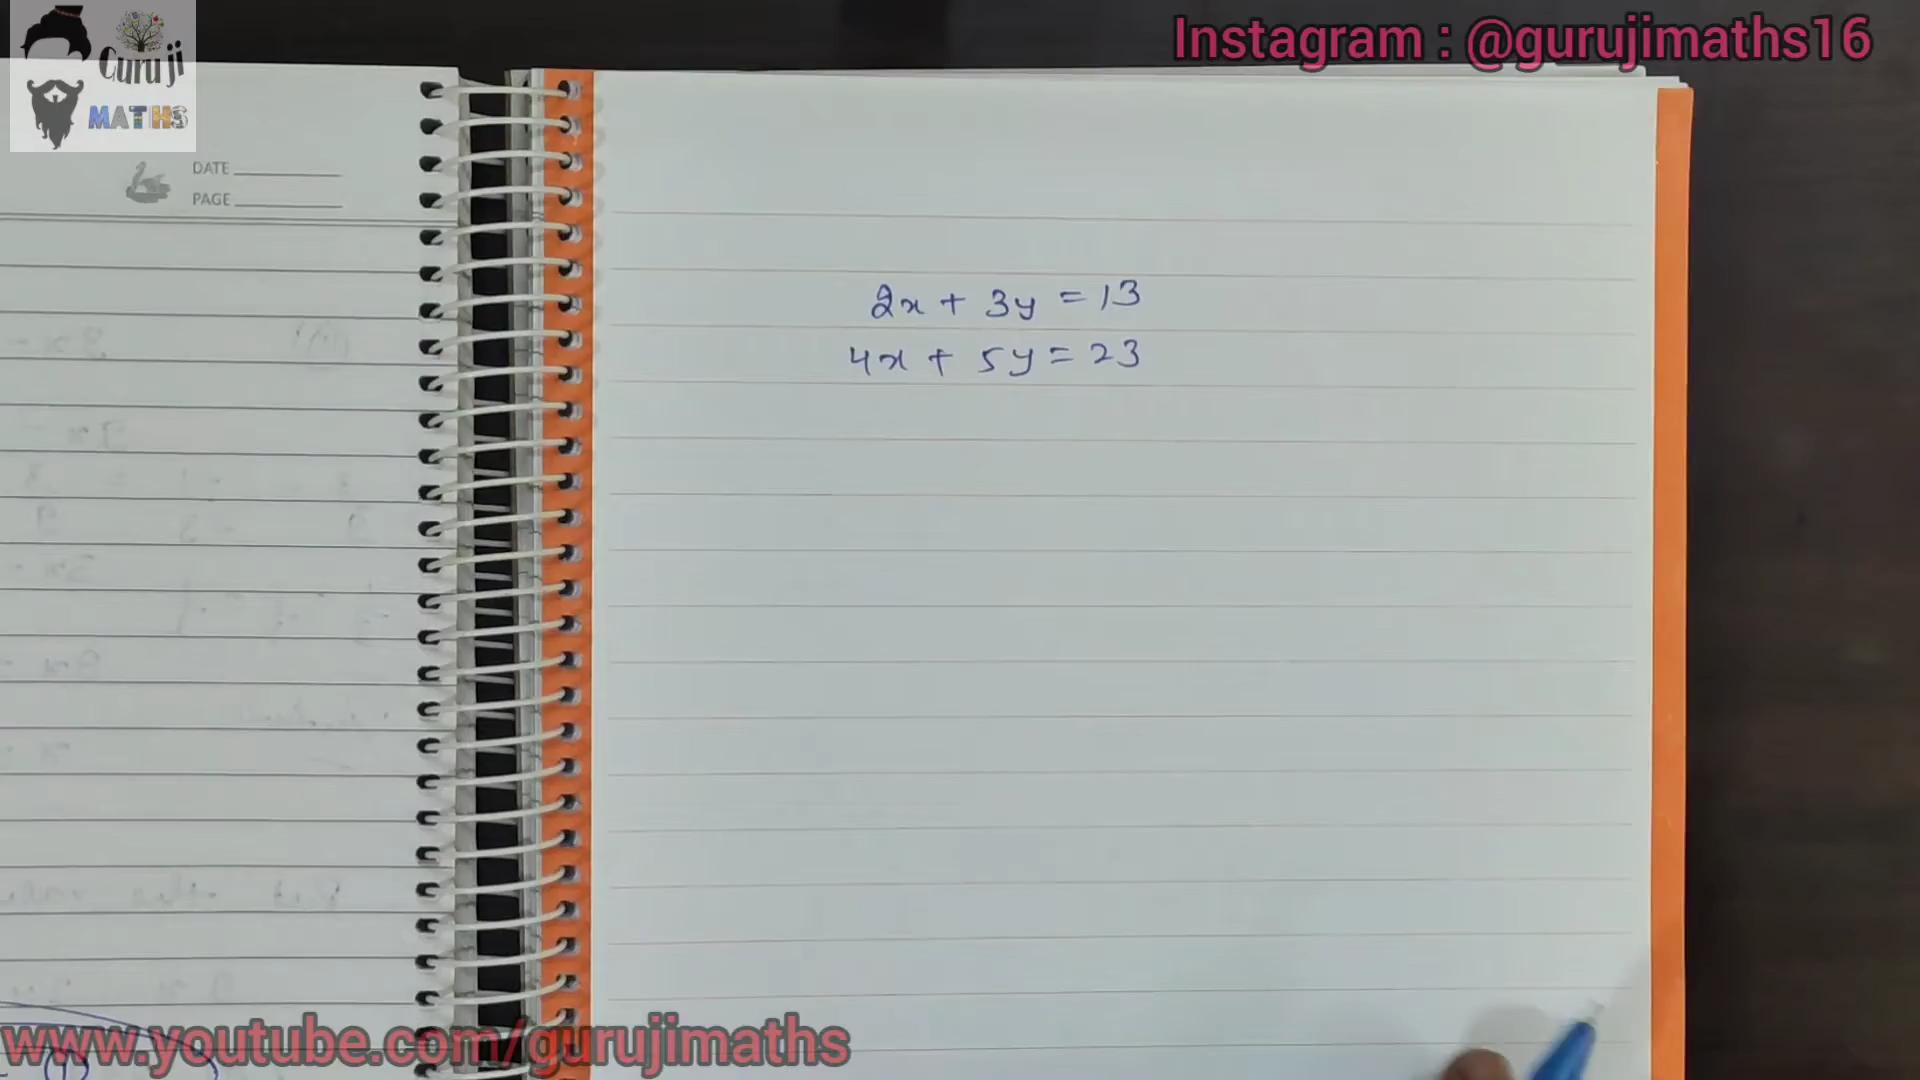 Instagram : @gurujimaths16
Guru ji
MATHS
DATE
PAGE
2x + 3y = 13
4x + 5y = 23
www.youtube.com/gurujimaths